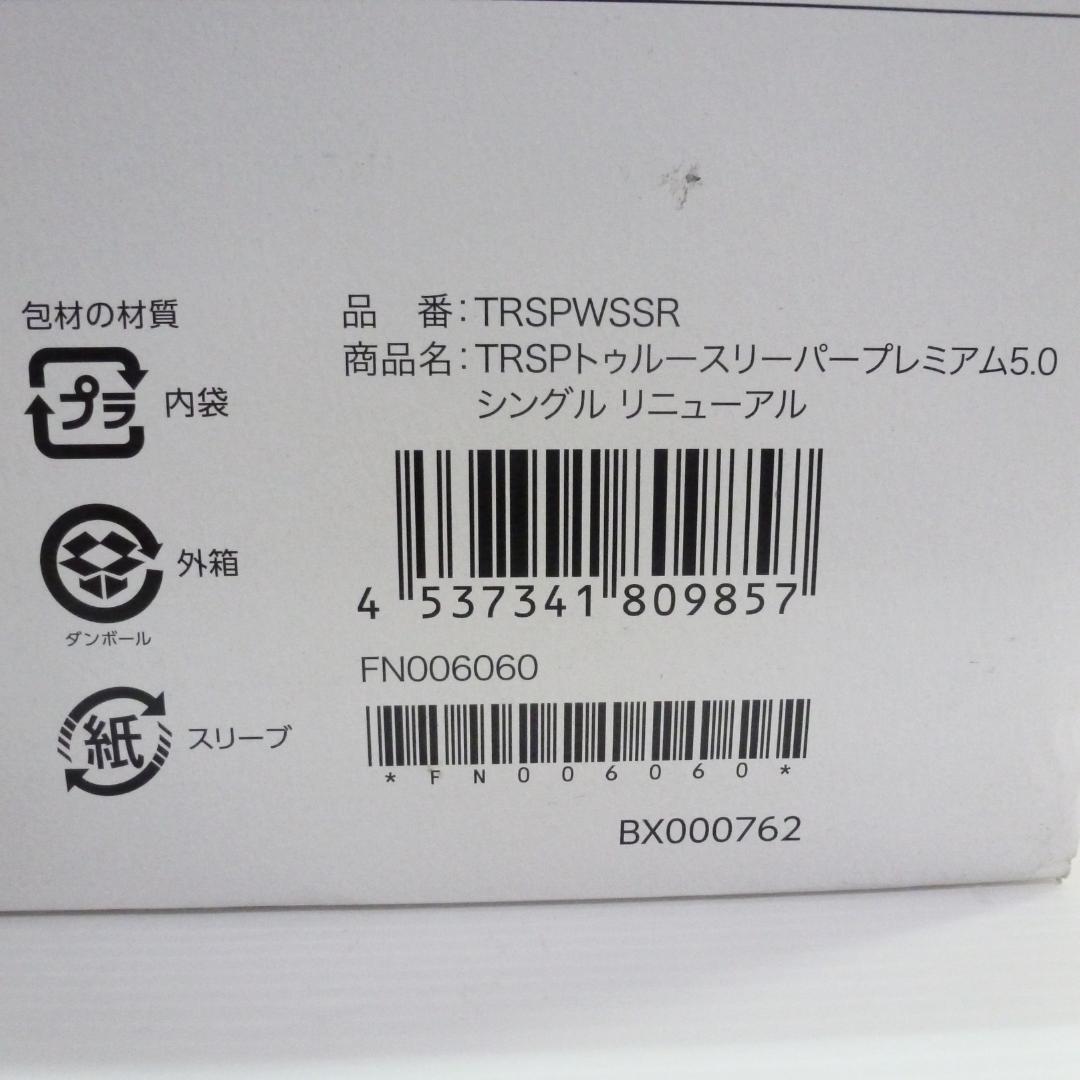 包材の材質
プラ 内袋
外箱
ダンボール
紙 スリーブ
品 番:TRSPWSSR
商品名:TRSPトゥルースリーパープレミアム5.0
シングル リニューアル
4 537341 809857
FN006060
*FN006060*
BX000762